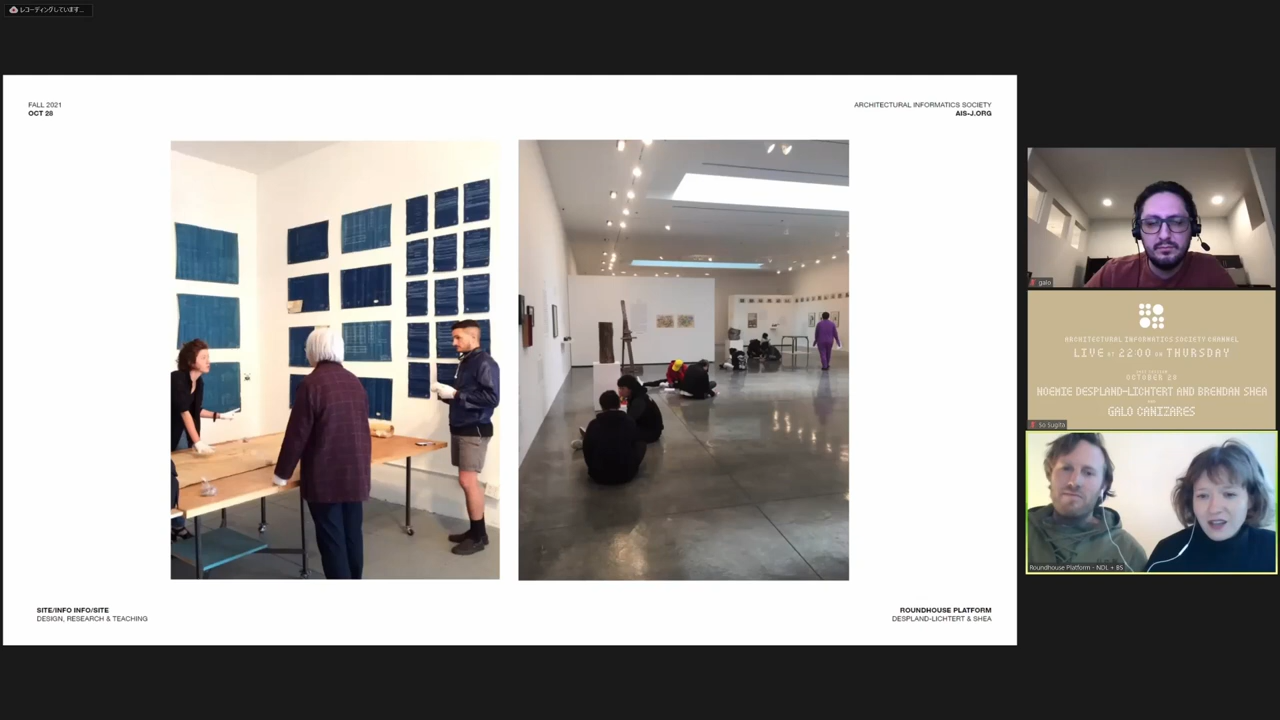 レコーディングしています...
FALL 2021
OCT 28
ARCHITECTURAL INFORMATICS SOCIETY
AIS-J.ORG
SITE/INFO INFO/SITE
DESIGN, RESEARCH & TEACHING
ROUNDHOUSE PLATFORM
DESPLAND-LICHTERT & SHEA
galo
ARCHITECTURAL INFORMATICS SOCIETY CHANNEL
LIVE AT 22:00 ON THURSDAY
OCTOBER 28
NOEMIE DESPLAND-LICHTERT AND BRENDAN SHEA
GALO CANIZARES
So Sugita
Roundhouse Platform - NDL + BS